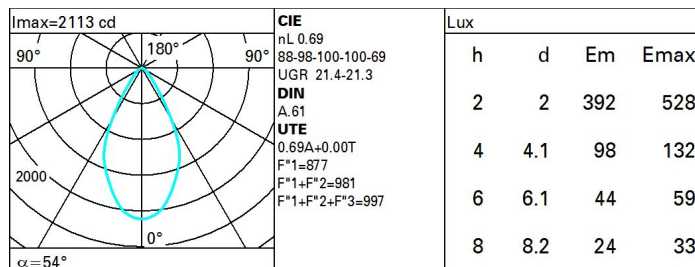 Imax=2113 cd
90° 180° 90°
2000
0°
α=54°
CIE
nL 0.69
88-98-100-100-69
UGR 21.4-21.3
DIN
A.61
UTE
0.69A+0.00T
F"1=877
F"1+F"2=981
F"1+F"2+F"3=997
Lux
h d Em Emax
2 2 392 528
4 4.1 98 132
6 6.1 44 59
8 8.2 24 33